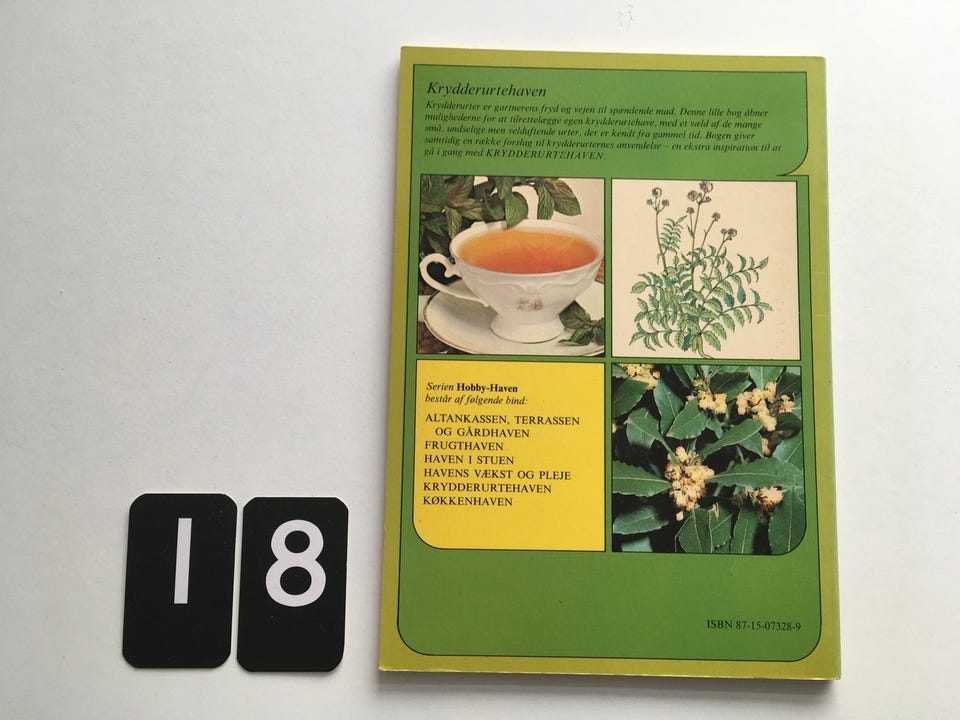 Krydderurtehaven
Krydderurter er gartnerens fryd og vejen til spændende mad. Denne lille bog åbner
mulighederne for at tilrettelægge egen krydderurtehave, med et væld af de mange
små, undselige men velduftende urter, der er kendt fra gammel tid. Bogen giver
samtidig en række forslag til krydderurternes anvendelse – en ekstra inspiration til at
gå i gang med KRYDDERURTEHAVEN.
Serien Hobby-Haven
består af følgende bind:
ALTANKASSEN, TERRASSEN
OG GÅRDHAVEN
FRUGTHAVEN
HAVEN I STUEN
HAVENS VÆKST OG PLEJE
KRYDDERURTEHAVEN
KØKKENHAVEN
ISBN 87-15-07328-9
18